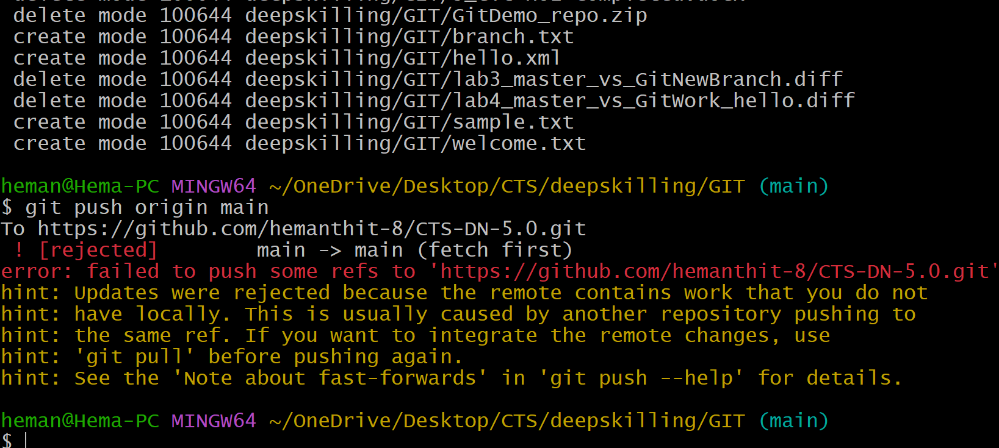 delete mode 100644 deepskilling/GIT/GitDemo_repo.zip
create mode 100644 deepskilling/GIT/branch.txt
create mode 100644 deepskilling/GIT/hello.xml
delete mode 100644 deepskilling/GIT/lab3_master_vs_GitNewBranch.diff
delete mode 100644 deepskilling/GIT/lab4_master_vs_GitWork_hello.diff
create mode 100644 deepskilling/GIT/sample.txt
create mode 100644 deepskilling/GIT/welcome.txt
heman@Hema-PC MINGW64 ~/OneDrive/Desktop/CTS/deepskilling/GIT (main)
$ git push origin main
To https://github.com/hemanthit-8/CTS-DN-5.0.git
! [rejected]        main -> main (fetch first)
error: failed to push some refs to 'https://github.com/hemanthit-8/CTS-DN-5.0.git'
hint: Updates were rejected because the remote contains work that you do not
hint: have locally. This is usually caused by another repository pushing to
hint: the same ref. If you want to integrate the remote changes, use
hint: 'git pull' before pushing again.
hint: See the 'Note about fast-forwards' in 'git push --help' for details.
heman@Hema-PC MINGW64 ~/OneDrive/Desktop/CTS/deepskilling/GIT (main)
$